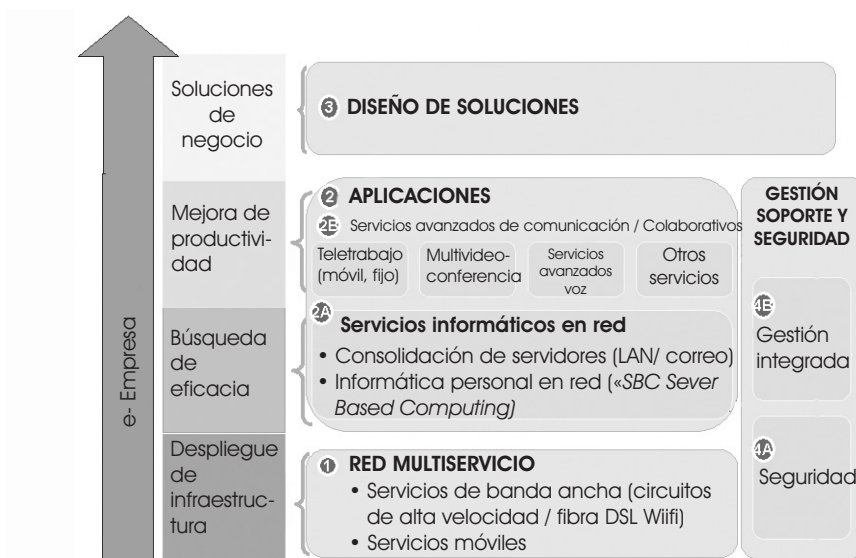 e- Empresa
Soluciones
de
negocio
3 DISEÑO DE SOLUCIONES
Mejora de
productivi-
dad
2 APLICACIONES
2B Servicios avanzados de comunicación / Colaborativos
Teletrabajo
(móvil, fijo)
Multivideo-
conferencia
Servicios
avanzados
voz
Otros
servicios
Búsqueda
de
eficacia
2A Servicios informáticos en red
• Consolidación de servidores (LAN/ correo)
• Informática personal en red («SBC Sever
Based Computing)
Despliegue
de
infraestruc-
tura
1 RED MULTISERVICIO
• Servicios de banda ancha (circuitos
de alta velocidad / fibra DSL Wiifi)
• Servicios móviles
GESTIÓN
SOPORTE Y
SEGURIDAD
4B
Gestión
integrada
4A
Seguridad